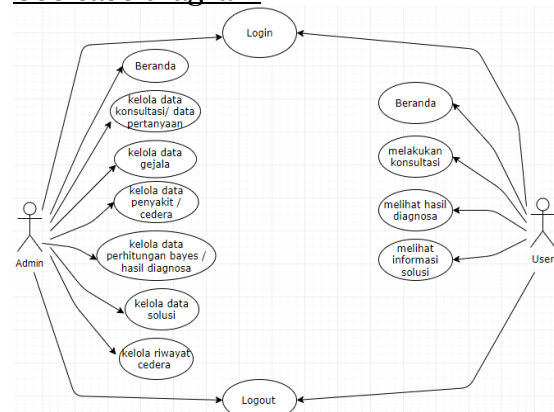 Use case diagram
Login
Beranda
kelola data
konsultasi/ data
pertanyaan
kelola data
gejala
kelola data
penyakit /
cedera
kelola data
perhitungan bayes /
hasil diagnosa
kelola data
solusi
kelola riwayat
cedera
Logout
Admin
Beranda
melakukan
konsultasi
melihat hasil
diagnosa
melihat
informasi
solusi
User